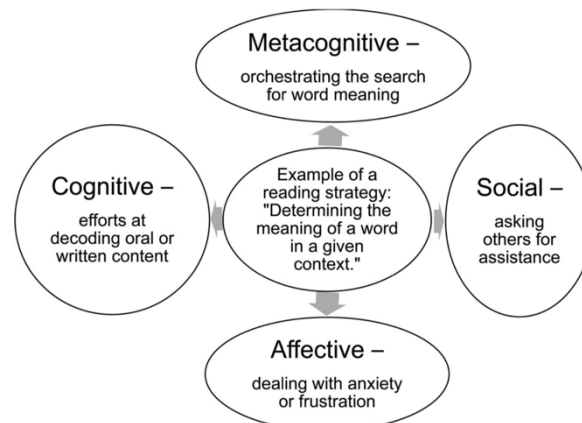 Metacognitive –
orchestrating the search
for word meaning
Cognitive –
efforts at
decoding oral or
written content
Example of a
reading strategy:
"Determining the
meaning of a word
in a given
context."
Social –
asking
others for
assistance
Affective –
dealing with anxiety
or frustration